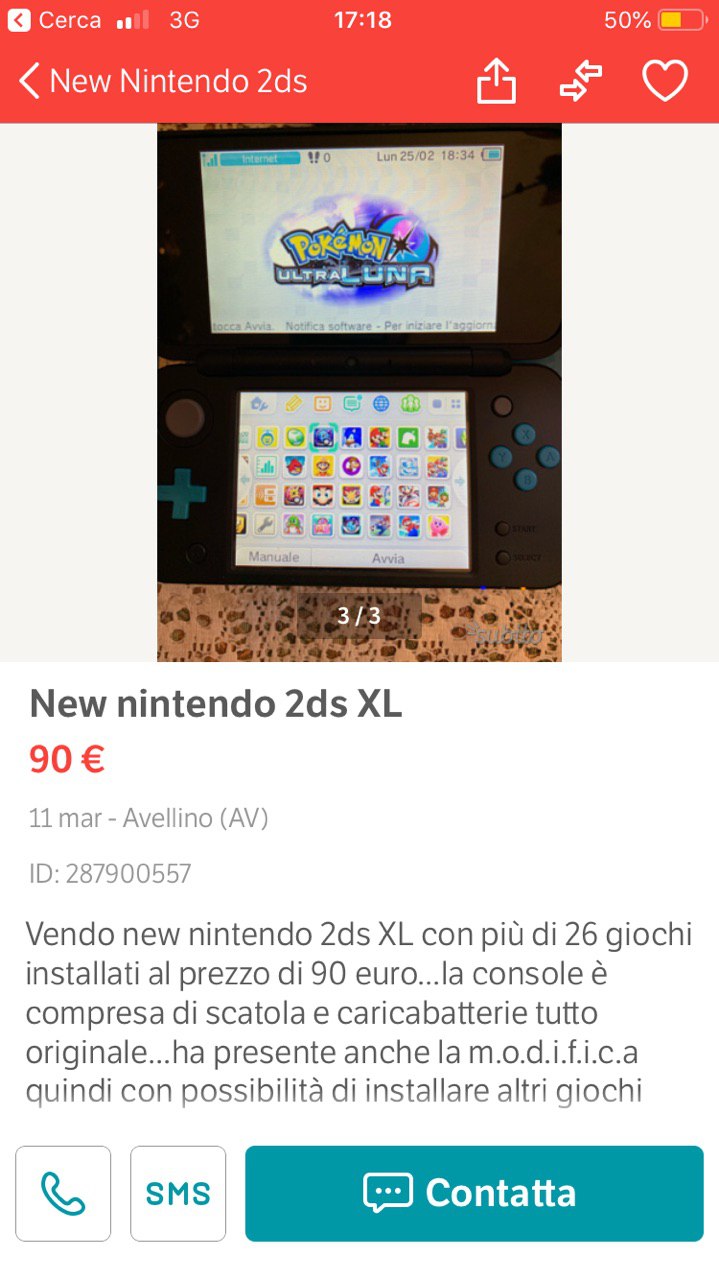 Cerca 3G 17:18 50%
New Nintendo 2ds
Internet 0 Lun 25/02 18:34
POKÉMON
ULTRALUNA
tocca Avvia. Notifica software - Per iniziare l'aggiorn
X
Y A
B
START
SELECT
Manuale Avvia
3 / 3
subito
New nintendo 2ds XL
90 €
11 mar - Avellino (AV)
ID: 287900557
Vendo new nintendo 2ds XL con più di 26 giochi
installati al prezzo di 90 euro...la console è
compresa di scatola e caricabatterie tutto
originale...ha presente anche la m.o.d.i.f.i.c.a
quindi con possibilità di installare altri giochi
SMS
Contatta